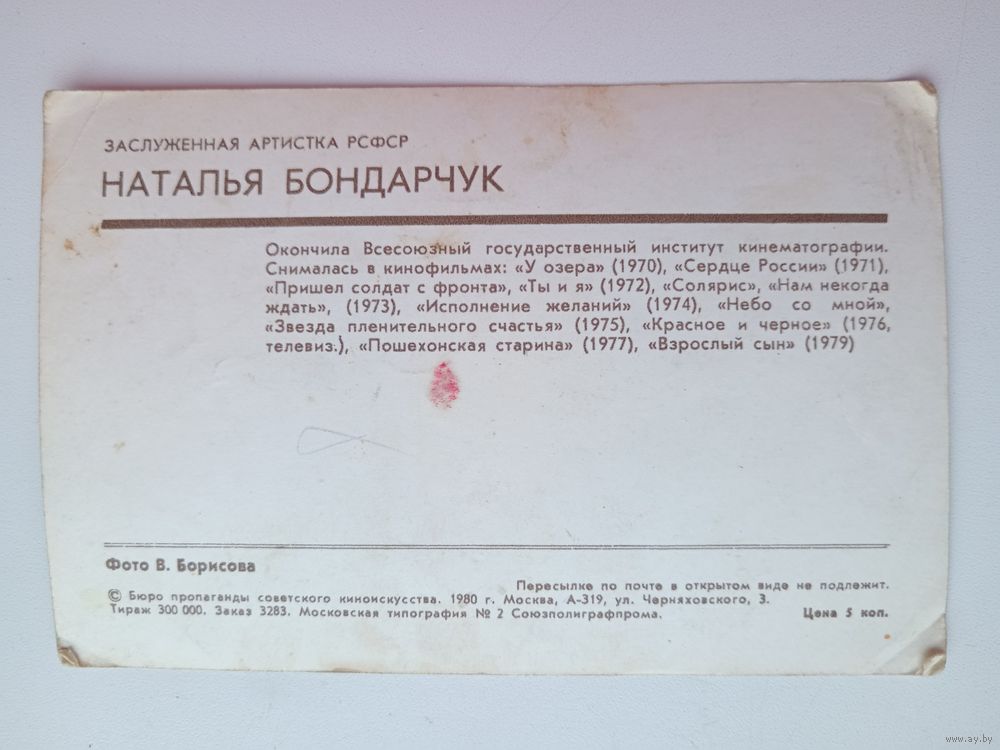 ЗАСЛУЖЕННАЯ АРТИСТКА РСФСР
НАТАЛЬЯ БОНДАРЧУК
Окончила Всесоюзный государственный институт кинематографии.
Снималась в кинофильмах: «У озера» (1970), «Сердце России» (1971),
«Пришел солдат с фронта», «Ты и я» (1972), «Солярис», «Нам некогда
ждать», (1973), «Исполнение желаний» (1974), «Небо со мной»,
«Звезда пленительного счастья» (1975), «Красное и черное» (1976,
телевиз.), «Пошехонская старина» (1977), «Взрослый сын» (1979)
Фото В. Борисова
Пересылке по почте в открытом виде не подлежит.
© Бюро пропаганды советского киноискусства. 1980 г. Москва, А-319, ул. Черняховского, 3.
Тираж 300 000. Заказ 3283. Московская типография № 2 Союзполиграфпрома. Цена 5 коп.
www.ay.by